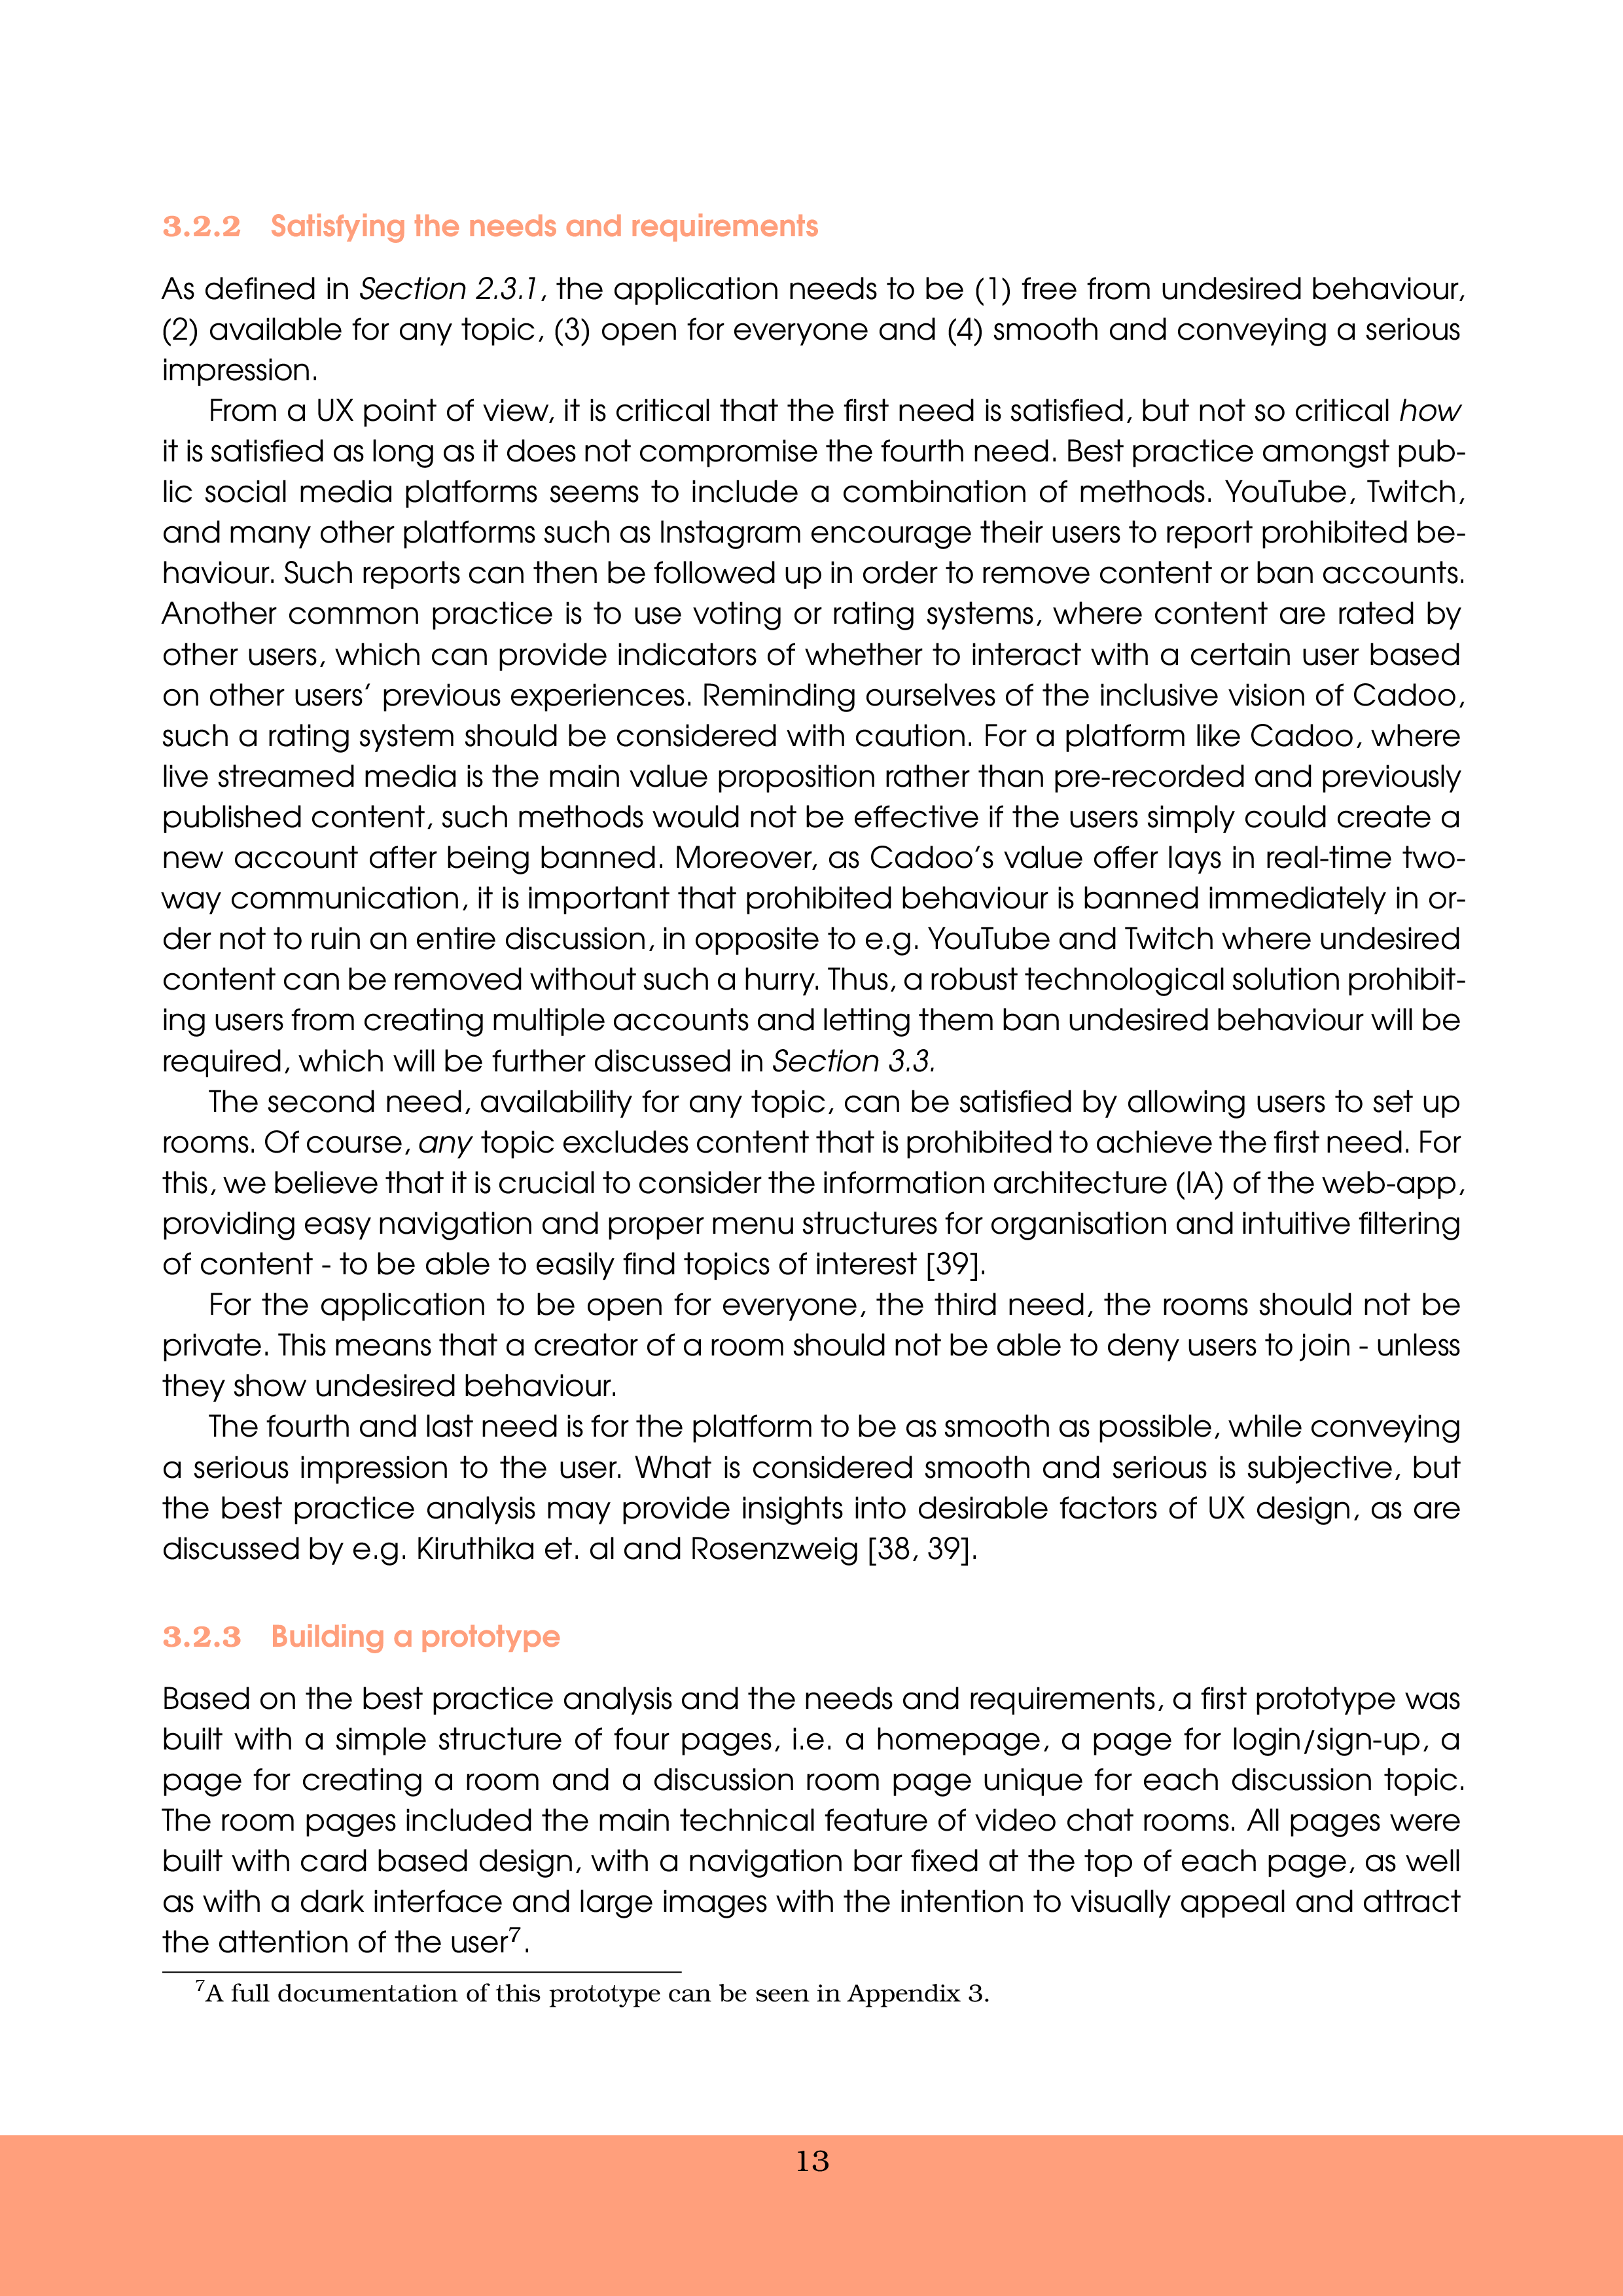 3.2.2 Satisfying the needs and requirements
As defined in Section 2.3.1, the application needs to be (1) free from undesired behaviour,
(2) available for any topic, (3) open for everyone and (4) smooth and conveying a serious
impression.
From a UX point of view, it is critical that the first need is satisfied, but not so critical how
it is satisfied as long as it does not compromise the fourth need. Best practice amongst pub-
lic social media platforms seems to include a combination of methods. YouTube, Twitch,
and many other platforms such as Instagram encourage their users to report prohibited be-
haviour. Such reports can then be followed up in order to remove content or ban accounts.
Another common practice is to use voting or rating systems, where content are rated by
other users, which can provide indicators of whether to interact with a certain user based
on other users' previous experiences. Reminding ourselves of the inclusive vision of Cadoo,
such a rating system should be considered with caution. For a platform like Cadoo, where
live streamed media is the main value proposition rather than pre-recorded and previously
published content, such methods would not be effective if the users simply could create a
new account after being banned. Moreover, as Cadoo's value offer lays in real-time two-
way communication, it is important that prohibited behaviour is banned immediately in or-
der not to ruin an entire discussion, in opposite to e.g. YouTube and Twitch where undesired
content can be removed without such a hurry. Thus, a robust technological solution prohibit-
ing users from creating multiple accounts and letting them ban undesired behaviour will be
required, which will be further discussed in Section 3.3.
The second need, availability for any topic, can be satisfied by allowing users to set up
rooms. Of course, any topic excludes content that is prohibited to achieve the first need. For
this, we believe that it is crucial to consider the information architecture (IA) of the web-app,
providing easy navigation and proper menu structures for organisation and intuitive filtering
of content - to be able to easily find topics of interest [39].
For the application to be open for everyone, the third need, the rooms should not be
private. This means that a creator of a room should not be able to deny users to join - unless
they show undesired behaviour.
The fourth and last need is for the platform to be as smooth as possible, while conveying
a serious impression to the user. What is considered smooth and serious is subjective, but
the best practice analysis may provide insights into desirable factors of UX design, as are
discussed by e.g. Kiruthika et. al and Rosenzweig [38, 39].
3.2.3 Building a prototype
Based on the best practice analysis and the needs and requirements, a first prototype was
built with a simple structure of four pages, i.e. a homepage, a page for login/sign-up, a
page for creating a room and a discussion room page unique for each discussion topic.
The room pages included the main technical feature of video chat rooms. All pages were
built with card based design, with a navigation bar fixed at the top of each page, as well
as with a dark interface and large images with the intention to visually appeal and attract
the attention of the user7.
7A full documentation of this prototype can be seen in Appendix 3.
13